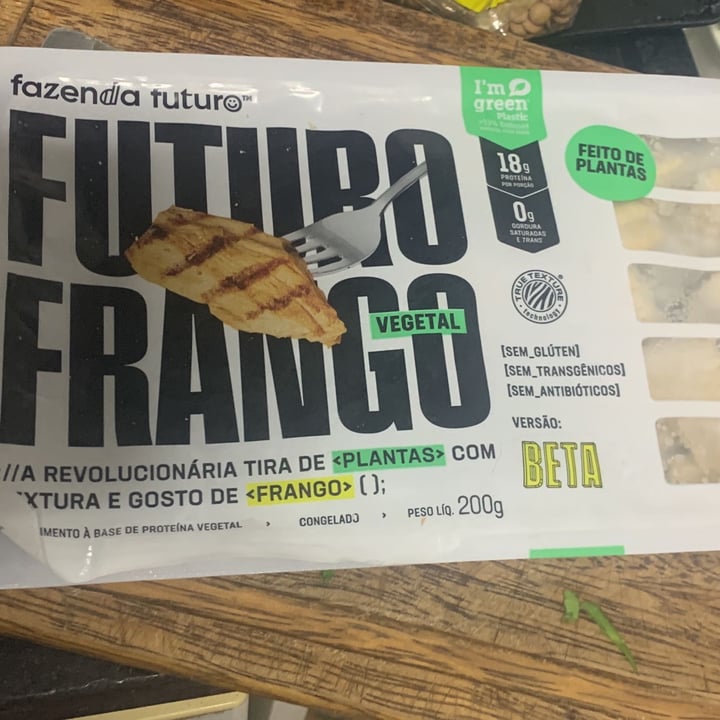 fazenda futuro™
FUTURO
FRANGO
VEGETAL
//A REVOLUCIONÁRIA TIRA DE <PLANTAS> COM
XTURA E GOSTO DE <FRANGO> ( );
IMENTO À BASE DE PROTEÍNA VEGETAL › CONGELADO › PESO LÍQ. 200g
I'm
green
Plastic
18g
PROTEÍNA
POR PORÇÃO
0g
GORDURA
SATURADAS
E TRANS
FEITO DE
PLANTAS
TRUE TEXTURE ®
technology
[SEM_GLÚTEN]
[SEM_TRANSGÊNICOS]
[SEM_ANTIBIÓTICOS]
VERSÃO:
BETA